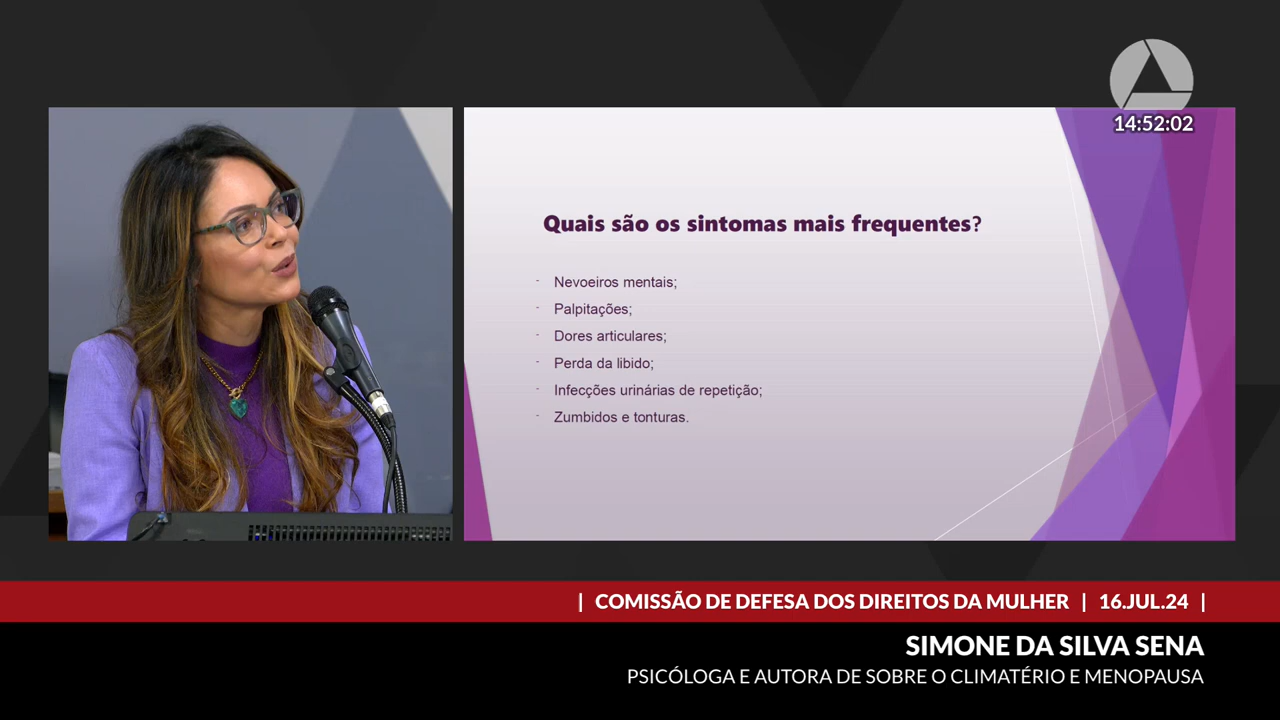 14:52:02
Quais são os sintomas mais frequentes?
- Nevoeiros mentais;
- Palpitações;
- Dores articulares;
- Perda da libido;
- Infecções urinárias de repetição;
- Zumbidos e tonturas.
| COMISSÃO DE DEFESA DOS DIREITOS DA MULHER | 16.JUL.24 |
SIMONE DA SILVA SENA
PSICÓLOGA E AUTORA DE SOBRE O CLIMATÉRIO E MENOPAUSA